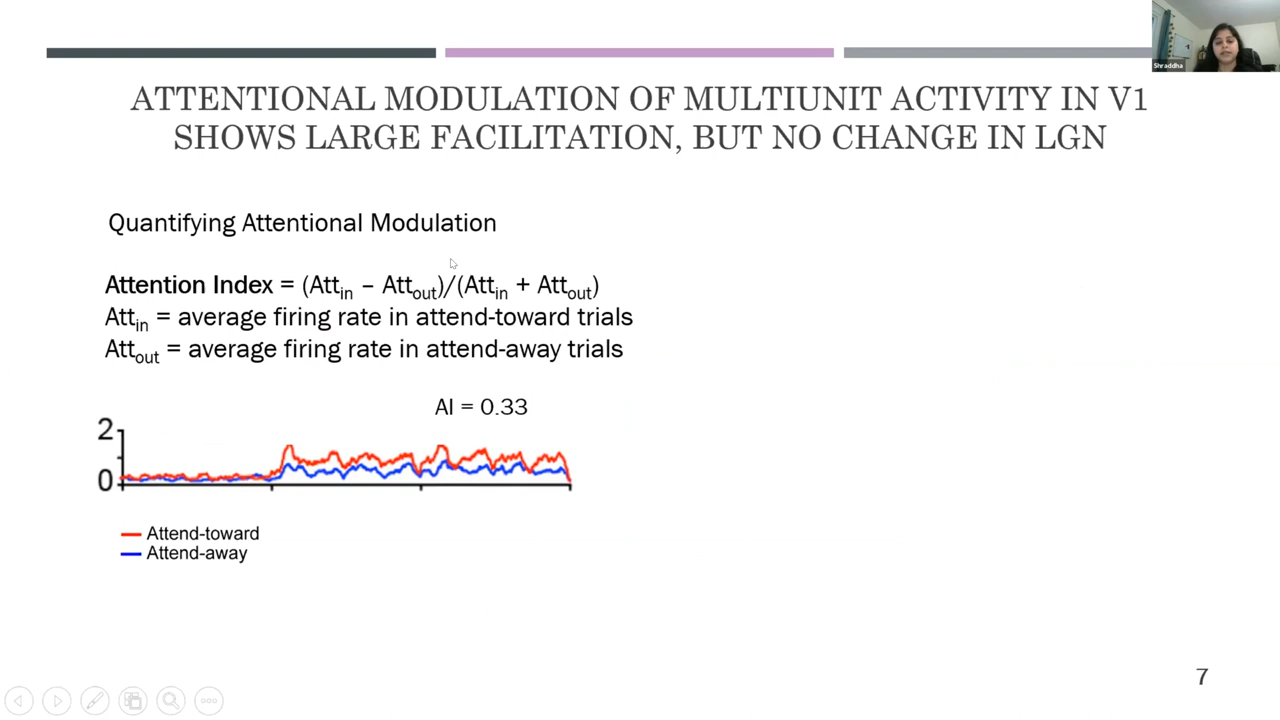 Shraddha
ATTENTIONAL MODULATION OF MULTIUNIT ACTIVITY IN V1
SHOWS LARGE FACILITATION, BUT NO CHANGE IN LGN
Quantifying Attentional Modulation
Attention Index = (Attin – Attout)/(Attin + Attout)
Attin = average firing rate in attend-toward trials
Attout = average firing rate in attend-away trials
AI = 0.33
2
0
Attend-toward
Attend-away
7